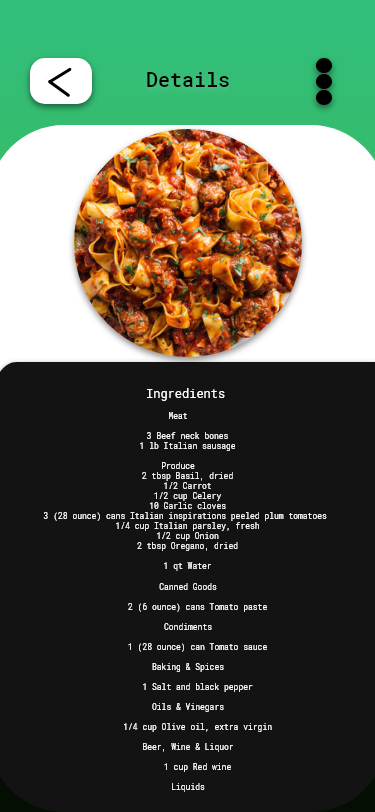 Details
Ingredients
Meat
3 Beef neck bones
1 lb Italian sausage
Produce
2 tbsp Basil, dried
1/2 Carrot
1/2 cup Celery
10 Garlic cloves
3 (28 ounce) cans Italian inspirations peeled plum tomatoes
1/4 cup Italian parsley, fresh
1/2 cup Onion
2 tbsp Oregano, dried
1 qt Water
Canned Goods
2 (6 ounce) cans Tomato paste
Condiments
1 (28 ounce) can Tomato sauce
Baking & Spices
1 Salt and black pepper
Oils & Vinegars
1/4 cup Olive oil, extra virgin
Beer, Wine & Liquor
1 cup Red wine
Liquids